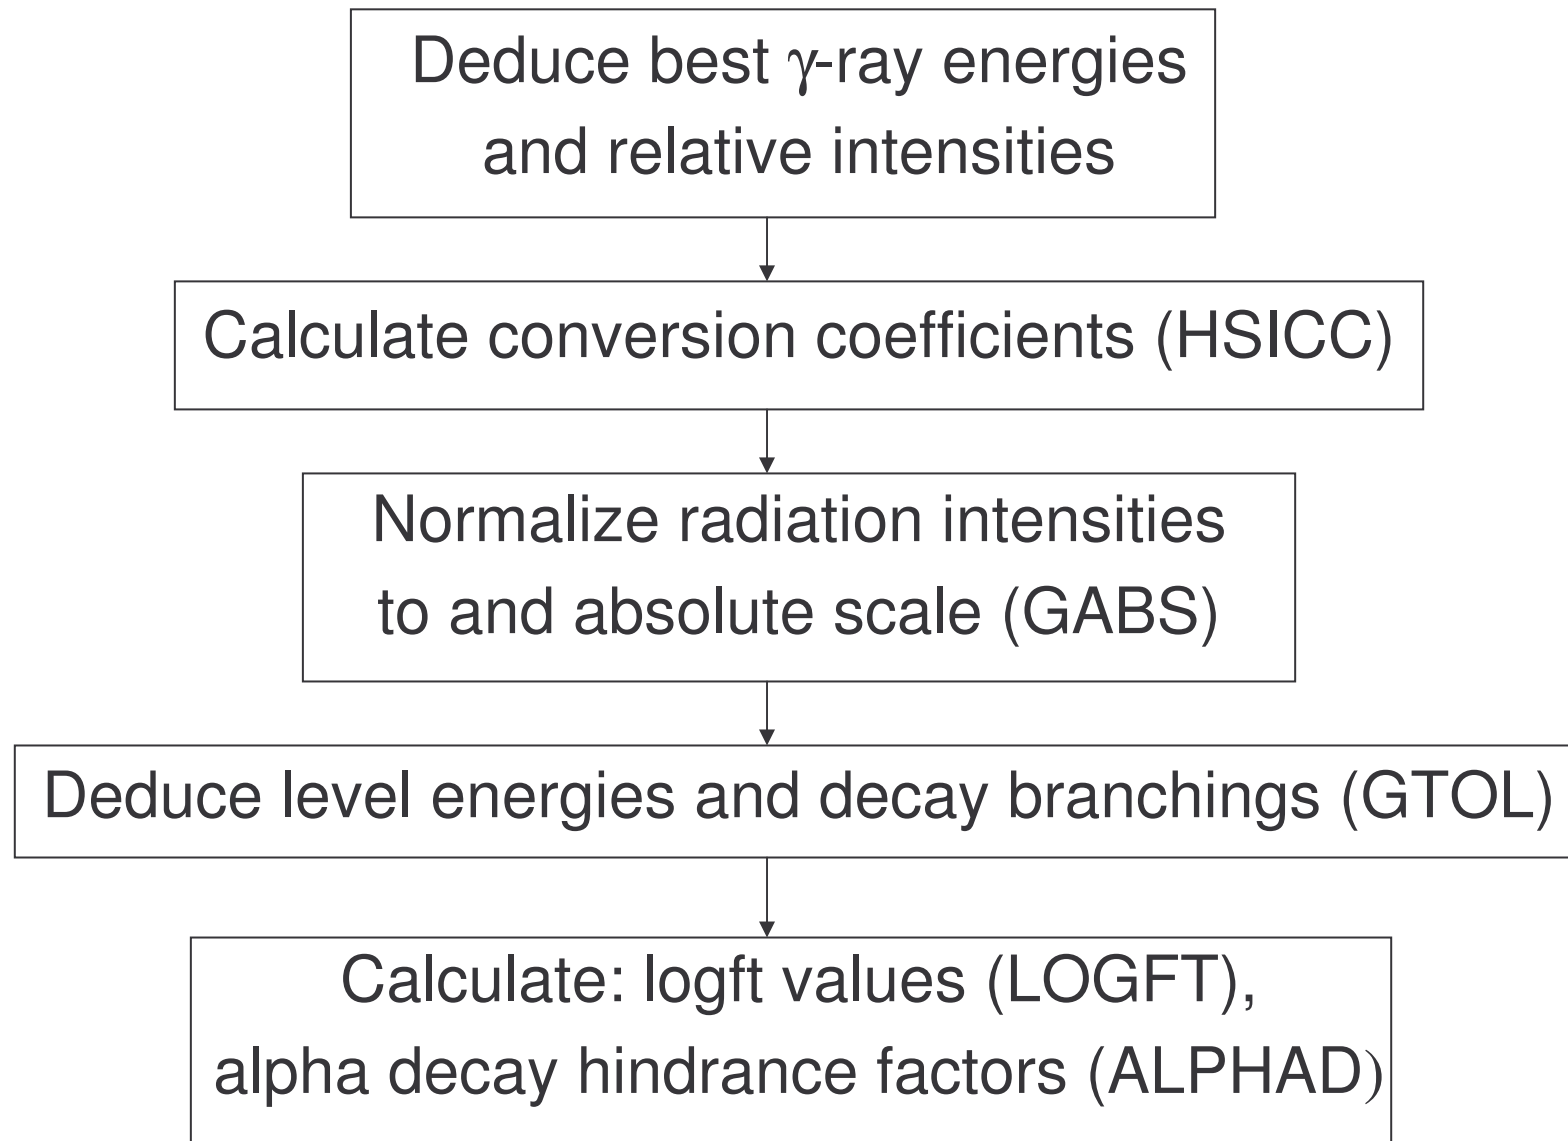 Deduce best γ-ray energies
and relative intensities
Calculate conversion coefficients (HSICC)
Normalize radiation intensities
to and absolute scale (GABS)
Deduce level energies and decay branchings (GTOL)
Calculate: logft values (LOGFT),
alpha decay hindrance factors (ALPHAD)